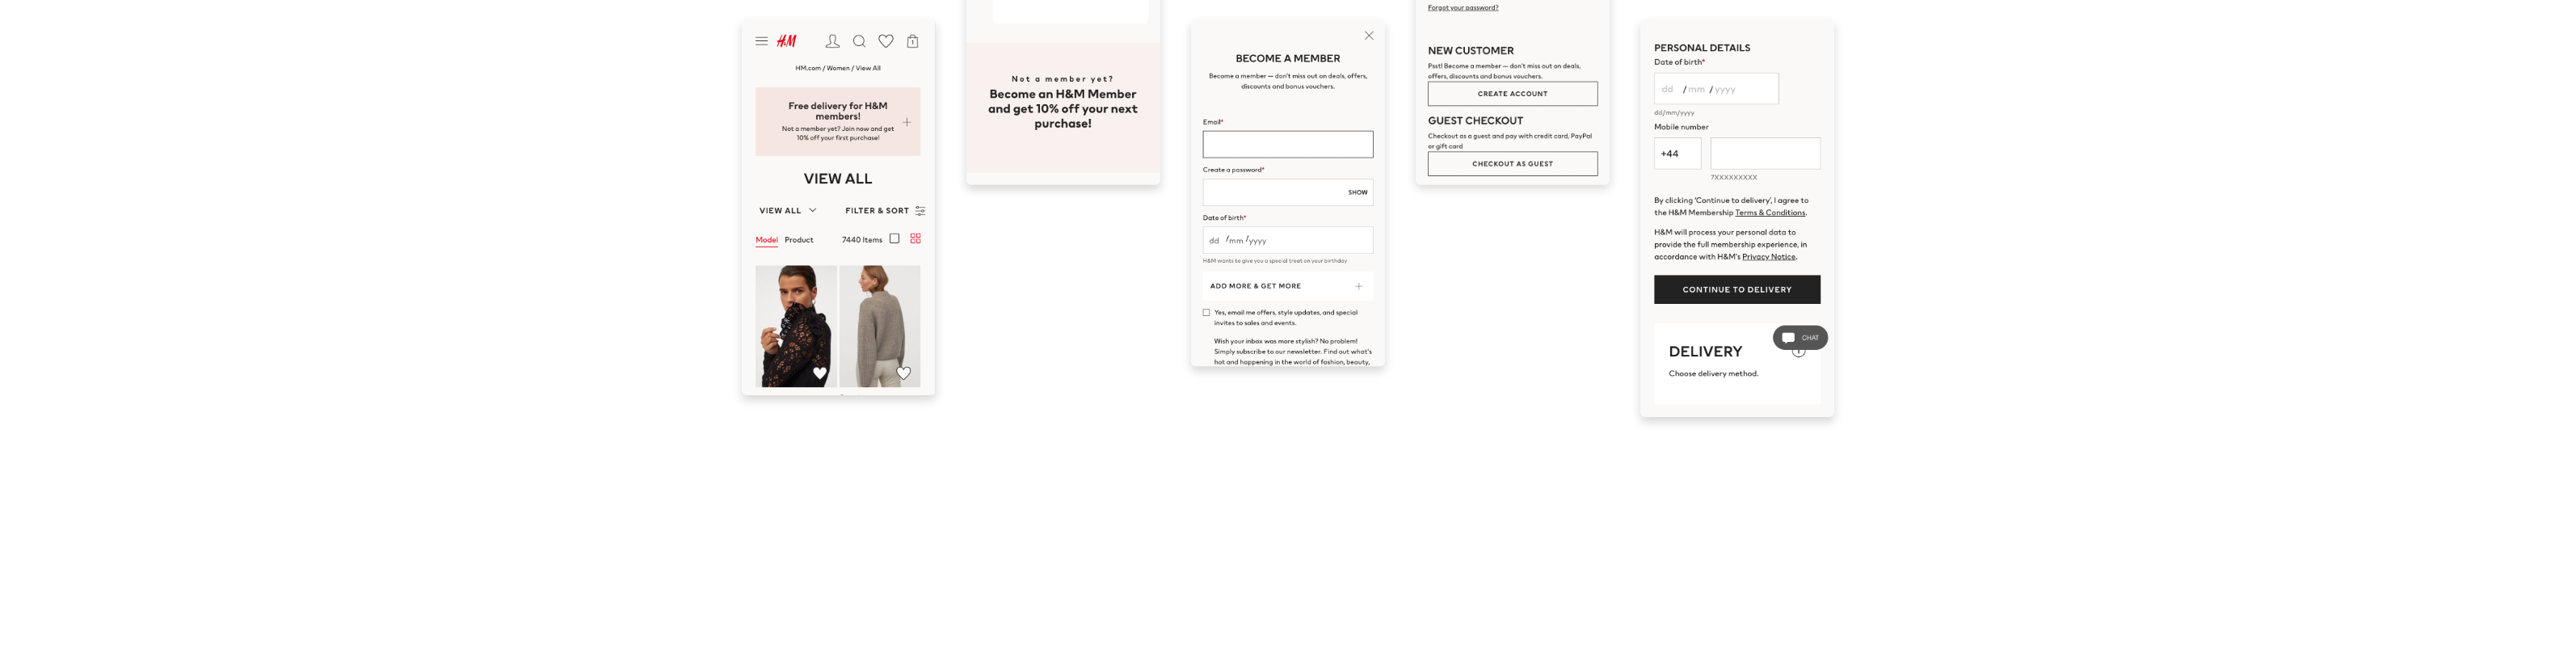 H&M
1
HM.com / Women / View All
Free delivery for H&M
members!
Not a member yet? Join now and get
10% off your first purchase!
VIEW ALL
VIEW ALL
FILTER & SORT
Model Product
7440 Items
Not a member yet?
Become an H&M Member
and get 10% off your next
purchase!
BECOME A MEMBER
Become a member — don't miss out on deals, offers,
discounts and bonus vouchers.
Email*
Create a password*
SHOW
Date of birth*
dd / mm / yyyy
H&M wants to give you a special treat on your birthday
ADD MORE & GET MORE
Yes, email me offers, style updates, and special
invites to sales and events.
Wish your inbox was more stylish? No problem!
Simply subscribe to our newsletter. Find out what's
hot and happening in the world of fashion, beauty,
Forgot your password?
NEW CUSTOMER
Psst! Become a member — don't miss out on deals,
offers, discounts and bonus vouchers.
CREATE ACCOUNT
GUEST CHECKOUT
Checkout as a guest and pay with credit card, PayPal
or gift card
CHECKOUT AS GUEST
PERSONAL DETAILS
Date of birth*
dd / mm / yyyy
dd/mm/yyyy
Mobile number
+44
7XXXXXXXXX
By clicking 'Continue to delivery', I agree to
the H&M Membership Terms & Conditions.
H&M will process your personal data to
provide the full membership experience, in
accordance with H&M's Privacy Notice.
CONTINUE TO DELIVERY
CHAT
DELIVERY
Choose delivery method.